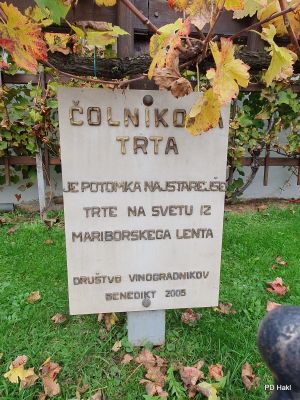 ČOLNIKOVA
TRTA
JE POTOMKA NAJSTAREJŠE
TRTE NA SVETU IZ
MARIBORSKEGA LENTA
DRUŠTVO VINOGRADNIKOV
BENEDIKT 2005
PD Hakl